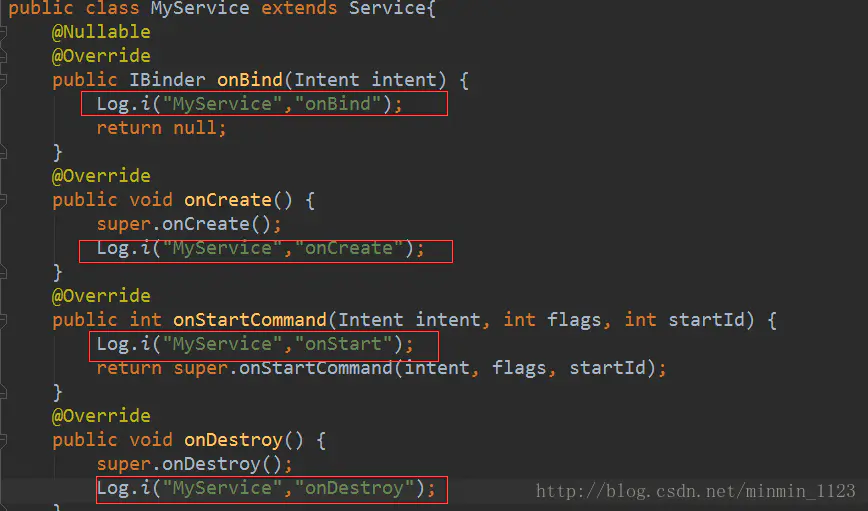 public class MyService extends Service{
@Nullable
@Override
public IBinder onBind(Intent intent) {
Log.i("MyService","onBind");
return null;
}
@Override
public void onCreate() {
super.onCreate();
Log.i("MyService","onCreate");
}
@Override
public int onStartCommand(Intent intent, int flags, int startId) {
Log.i("MyService","onStart");
return super.onStartCommand(intent, flags, startId);
}
@Override
public void onDestroy() {
super.onDestroy();
Log.i("MyService","onDestroy");
http://blog.csdn.net/minmin_1123
}